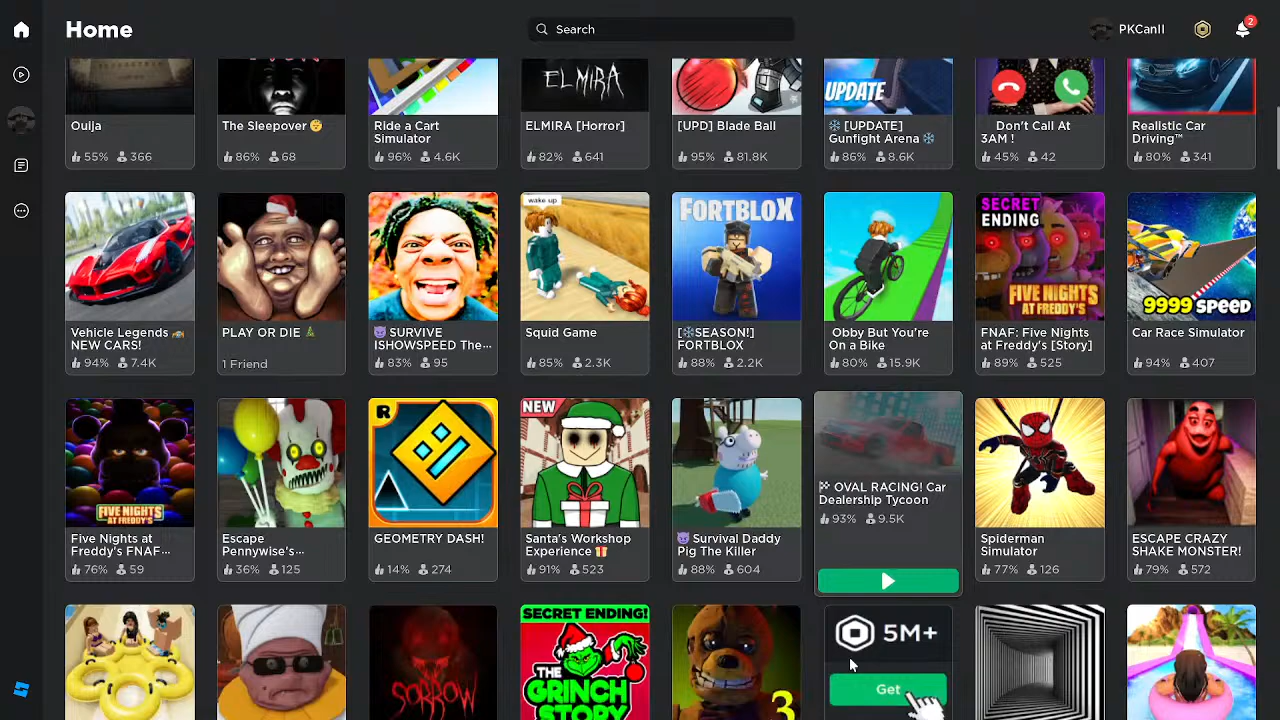 Home
Search
PKCanII
2
ELMIRA
UPDATE
Ouija
The Sleepover 😴
Ride a Cart
Simulator
ELMIRA [Horror]
[UPD] Blade Ball
❄️ [UPDATE]
Gunfight Arena ❄️
Don't Call At
3AM !
Realistic Car
Driving™
55% 366
86% 68
96% 4.6K
82% 641
95% 81.8K
86% 8.6K
45% 42
80% 341
wake up
FORTBLOX
SECRET
ENDING
FIVE NIGHTS
AT FREDDY'S
9999 SPEED
Vehicle Legends 🏎️
NEW CARS!
PLAY OR DIE 🎄
😈 SURVIVE
ISHOWSPEED The...
Squid Game
[❄️SEASON!]
FORTBLOX
Obby But You're
On a Bike
FNAF: Five Nights
at Freddy's [Story]
Car Race Simulator
94% 7.4K
1 Friend
83% 95
85% 2.3K
88% 2.2K
80% 15.9K
89% 525
94% 407
FIVE NIGHTS
AT FREDDY'S
R
NEW
Five Nights at
Freddy's FNAF...
Escape
Pennywise's...
GEOMETRY DASH!
Santa's Workshop
Experience 🎁
😈 Survival Daddy
Pig The Killer
🏁 OVAL RACING! Car
Dealership Tycoon
Spiderman
Simulator
ESCAPE CRAZY
SHAKE MONSTER!
76% 59
36% 125
14% 274
91% 523
88% 604
93% 9.5K
77% 126
79% 572
SORROW
SECRET ENDING!
THE
GRINCH
STORY
3
5M+
Get